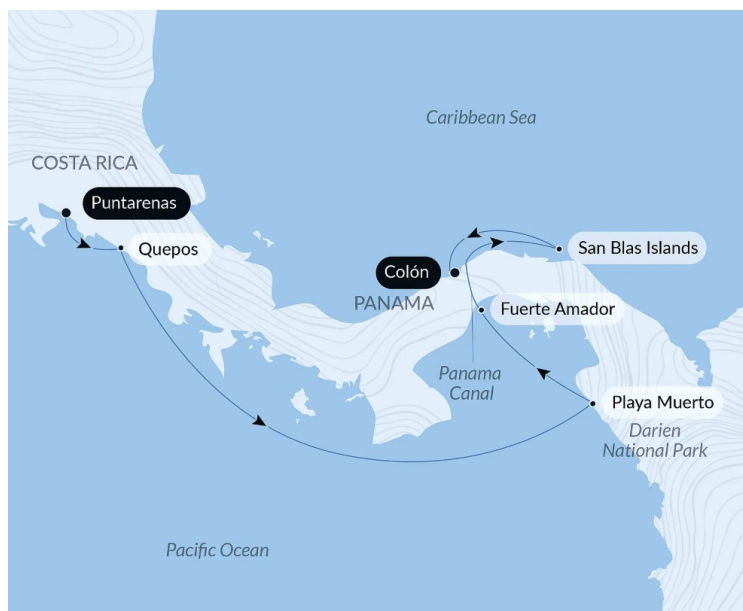 Caribbean Sea
COSTA RICA
Puntarenas
Quepos
San Blas Islands
Colón
PANAMA
Fuerte Amador
Panama
Canal
Playa Muerto
Darien
National Park
Pacific Ocean